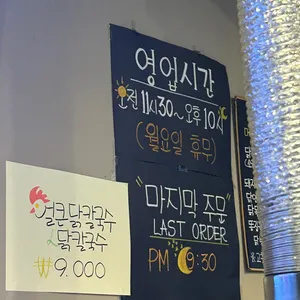 영업시간
오전 11시30~오후 10시
(월요일 휴무)
"마지막 주문"
LAST ORDER
PM 9:30
얼큰 닭칼국수
닭칼국수
₩9.000